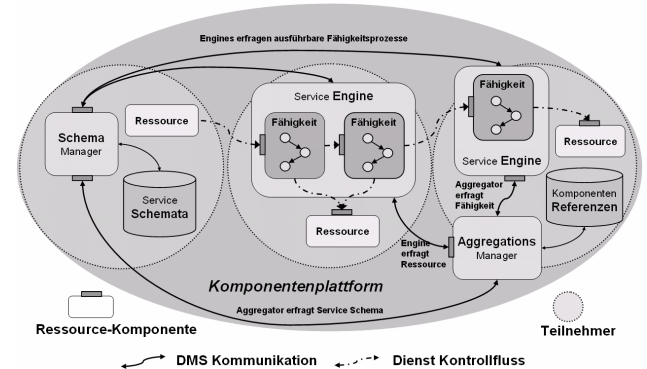 Engines erfragen ausführbare Fähigkeitsprozesse
Schema
Manager
Ressource
Service
Schemata
Service Engine
Fähigkeit
Fähigkeit
Ressource
Fähigkeit
Service Engine
Ressource
Aggregator
erfragt
Fähigkeit
Komponenten
Referenzen
Engine
erfragt
Ressource
Aggregations
Manager
Komponentenplattform
Aggregator erfragt Service Schema
Ressource-Komponente
Teilnehmer
DMS Kommunikation
Dienst Kontrollfluss